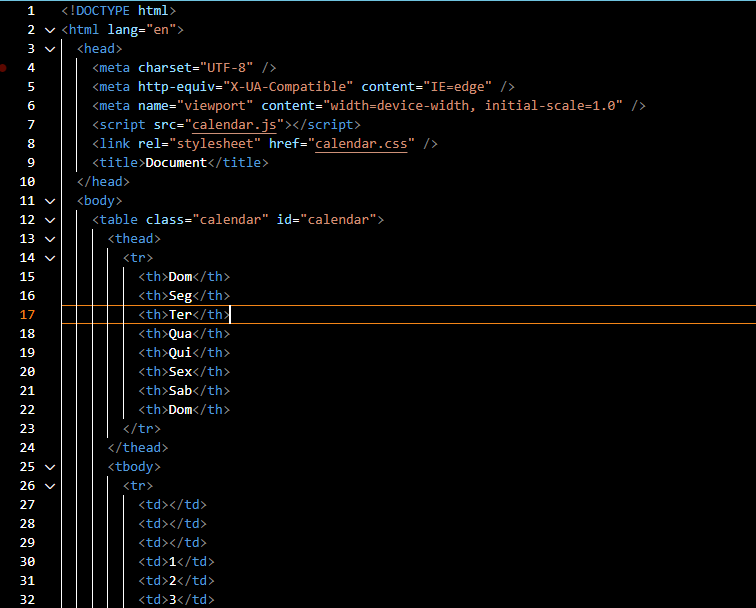 1 <!DOCTYPE html>
2 <html lang="en">
3 <head>
4 <meta charset="UTF-8" />
5 <meta http-equiv="X-UA-Compatible" content="IE=edge" />
6 <meta name="viewport" content="width=device-width, initial-scale=1.0" />
7 <script src="calendar.js"></script>
8 <link rel="stylesheet" href="calendar.css" />
9 <title>Document</title>
10 </head>
11 <body>
12 <table class="calendar" id="calendar">
13 <thead>
14 <tr>
15 <th>Dom</th>
16 <th>Seg</th>
17 <th>Ter</th>
18 <th>Qua</th>
19 <th>Qui</th>
20 <th>Sex</th>
21 <th>Sab</th>
22 <th>Dom</th>
23 </tr>
24 </thead>
25 <tbody>
26 <tr>
27 <td></td>
28 <td></td>
29 <td></td>
30 <td>1</td>
31 <td>2</td>
32 <td>3</td>